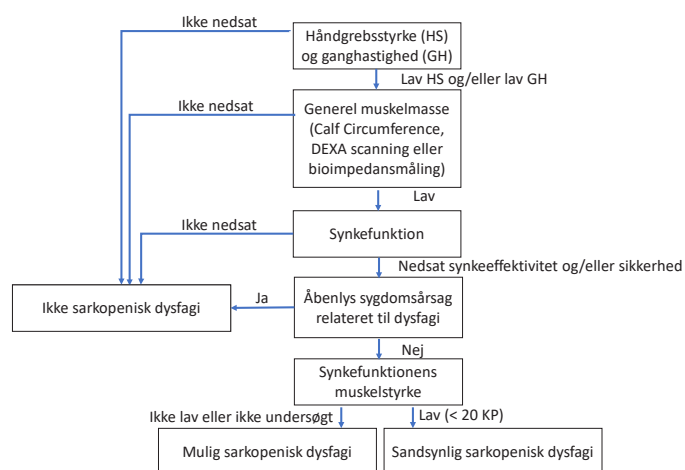 Ikke nedsat
Håndgrebsstyrke (HS)
og ganghastighed (GH)
Lav HS og/eller lav GH
Ikke nedsat
Generel muskelmasse
(Calf Circumference,
DEXA scanning eller
bioimpedansmåling)
Lav
Ikke nedsat
Synkefunktion
Nedsat synkeeffektivitet og/eller sikkerhed
Ikke sarkopenisk dysfagi
Ja
Åbenlys sygdomsårsag
relateret til dysfagi
Nej
Synkefunktionens
muskelstyrke
Ikke lav eller ikke undersøgt
Lav (< 20 KP)
Mulig sarkopenisk dysfagi
Sandsynlig sarkopenisk dysfagi